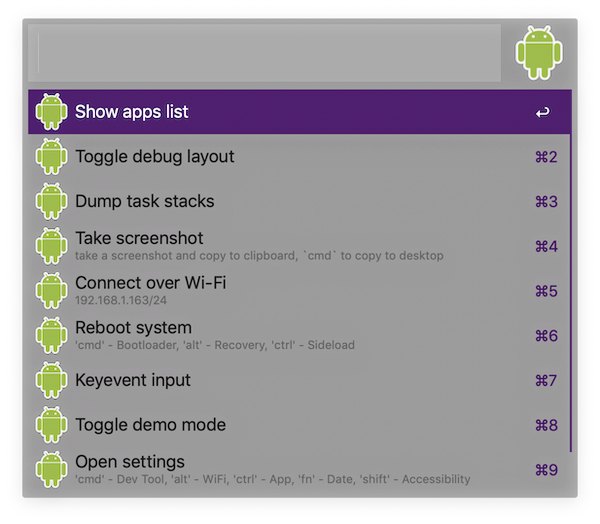 Show apps list ↩
Toggle debug layout ⌘2
Dump task stacks ⌘3
Take screenshot ⌘4
take a screenshot and copy to clipboard, `cmd` to copy to desktop
Connect over Wi-Fi ⌘5
192.168.1.163/24
Reboot system ⌘6
'cmd' - Bootloader, 'alt' - Recovery, 'ctrl' - Sideload
Keyevent input ⌘7
Toggle demo mode ⌘8
Open settings ⌘9
'cmd' - Dev Tool, 'alt' - WiFi, 'ctrl' - App, 'fn' - Date, 'shift' - Accessibility